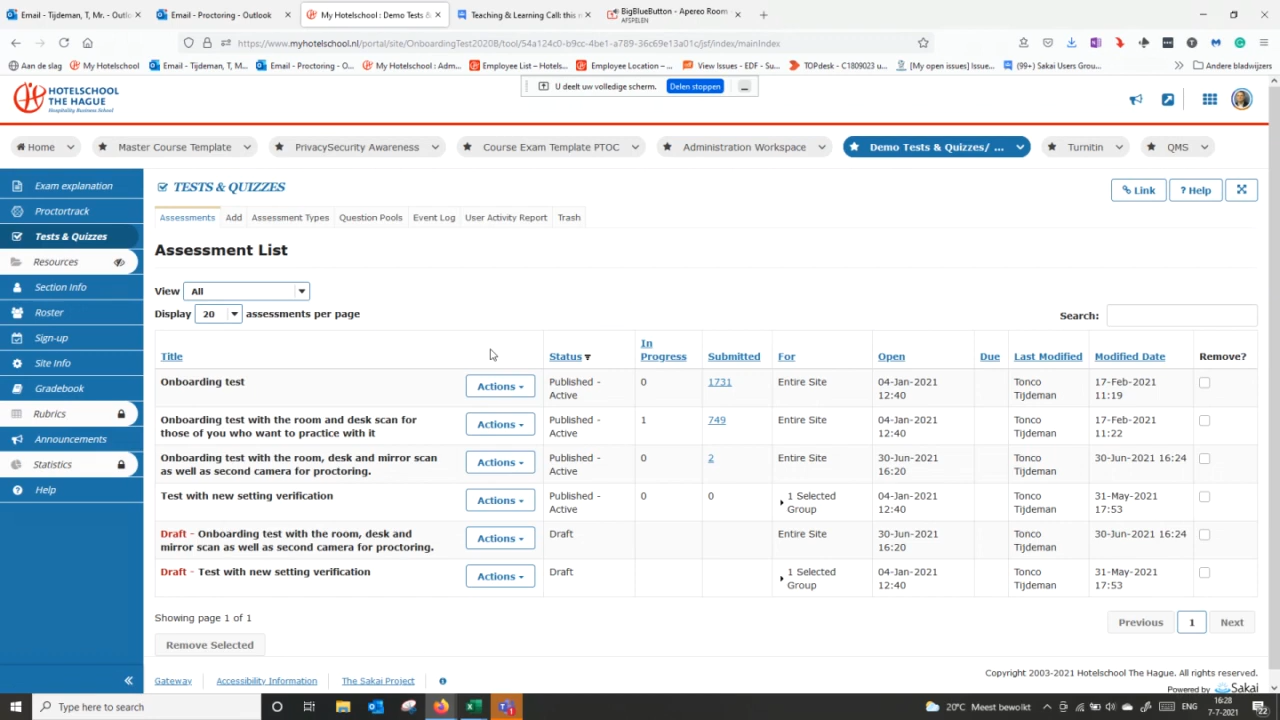 Email - Tijdeman, T, Mr. - Outlo
Email - Proctoring - Outlook
My Hotelschool : Demo Tests &
Teaching & Learning Call: this
BigBlueButton - Apereo Room
AFSPELEN
https://www.myhotelschool.nl/portal/site/OnboardingTest2020B/tool/54a124c0-b9cc-4be1-a789-36c69e13a01c/jsf/index/mainIndex
Aan de slag
My Hotelschool
Email - Tijdeman, T, M...
Email - Proctoring - O...
My Hotelschool : Adm...
Employee List – Hotels...
Employee Location – ...
View Issues - EDF - Su...
TOPdesk - C1809023 u...
[My open issues] Issue...
(99+) Sakai Users Grou...
Andere bladwijzers
U deelt uw volledige scherm.
Delen stoppen
HOTELSCHOOL
THE HAGUE
Hospitality Business School
Home
Master Course Template
PrivacySecurity Awareness
Course Exam Template PTOC
Administration Workspace
Demo Tests & Quizzes/ ...
Turnitin
QMS
Exam explanation
Proctortrack
Tests & Quizzes
Resources
Section Info
Roster
Sign-up
Site Info
Gradebook
Rubrics
Announcements
Statistics
Help
TESTS & QUIZZES
Link
? Help
Assessments
Add
Assessment Types
Question Pools
Event Log
User Activity Report
Trash
Assessment List
View All
Display 20 assessments per page
Search:
Title
Status
In Progress
Submitted
For
Open
Due
Last Modified
Modified Date
Remove?
Onboarding test
Actions
Published - Active
0
1731
Entire Site
04-Jan-2021 12:40
Tonco Tijdeman
17-Feb-2021 11:19
Onboarding test with the room and desk scan for
those of you who want to practice with it
Actions
Published - Active
1
749
Entire Site
04-Jan-2021 12:40
Tonco Tijdeman
17-Feb-2021 11:22
Onboarding test with the room, desk and mirror scan
as well as second camera for proctoring.
Actions
Published - Active
0
2
Entire Site
30-Jun-2021 16:20
Tonco Tijdeman
30-Jun-2021 16:24
Test with new setting verification
Actions
Published - Active
0
0
1 Selected Group
04-Jan-2021 12:40
Tonco Tijdeman
31-May-2021 17:53
Draft - Onboarding test with the room, desk and
mirror scan as well as second camera for proctoring.
Actions
Draft
Entire Site
30-Jun-2021 16:20
Tonco Tijdeman
30-Jun-2021 16:24
Draft - Test with new setting verification
Actions
Draft
1 Selected Group
04-Jan-2021 12:40
Tonco Tijdeman
31-May-2021 17:53
Showing page 1 of 1
Previous
1
Next
Remove Selected
Gateway
Accessibility Information
The Sakai Project
Copyright 2003-2021 Hotelschool The Hague. All rights reserved.
Powered by Sakai
Type here to search
20°C Meest bewolkt
ENG
16:28
7-7-2021
22